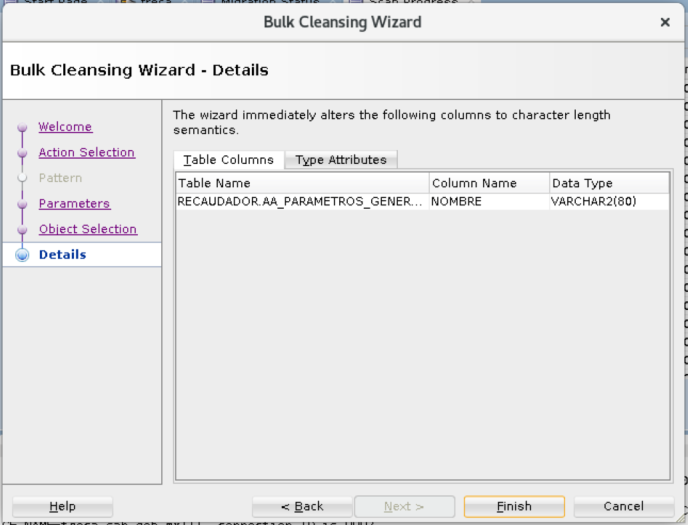 Start Page
Migration Status
Scan Progress
Bulk Cleansing Wizard
×
Bulk Cleansing Wizard - Details
Welcome
Action Selection
Pattern
Parameters
Object Selection
Details
The wizard immediately alters the following columns to character length
semantics.
Table Columns
Type Attributes
Table Name
Column Name
Data Type
RECAUDADOR.AA_PARAMETROS_GENER...
NOMBRE
VARCHAR2(80)
Help
< Back
Next >
Finish
Cancel